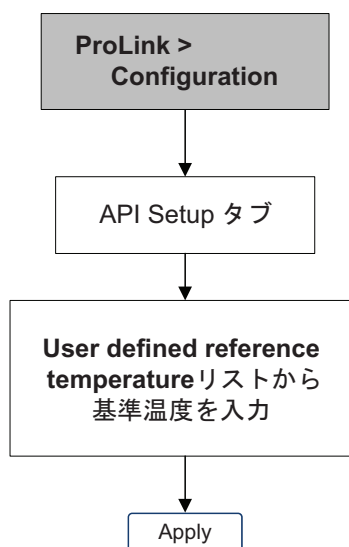 ProLink >
Configuration
API Setup タブ
User defined reference
temperatureリストから
基準温度を入力
Apply